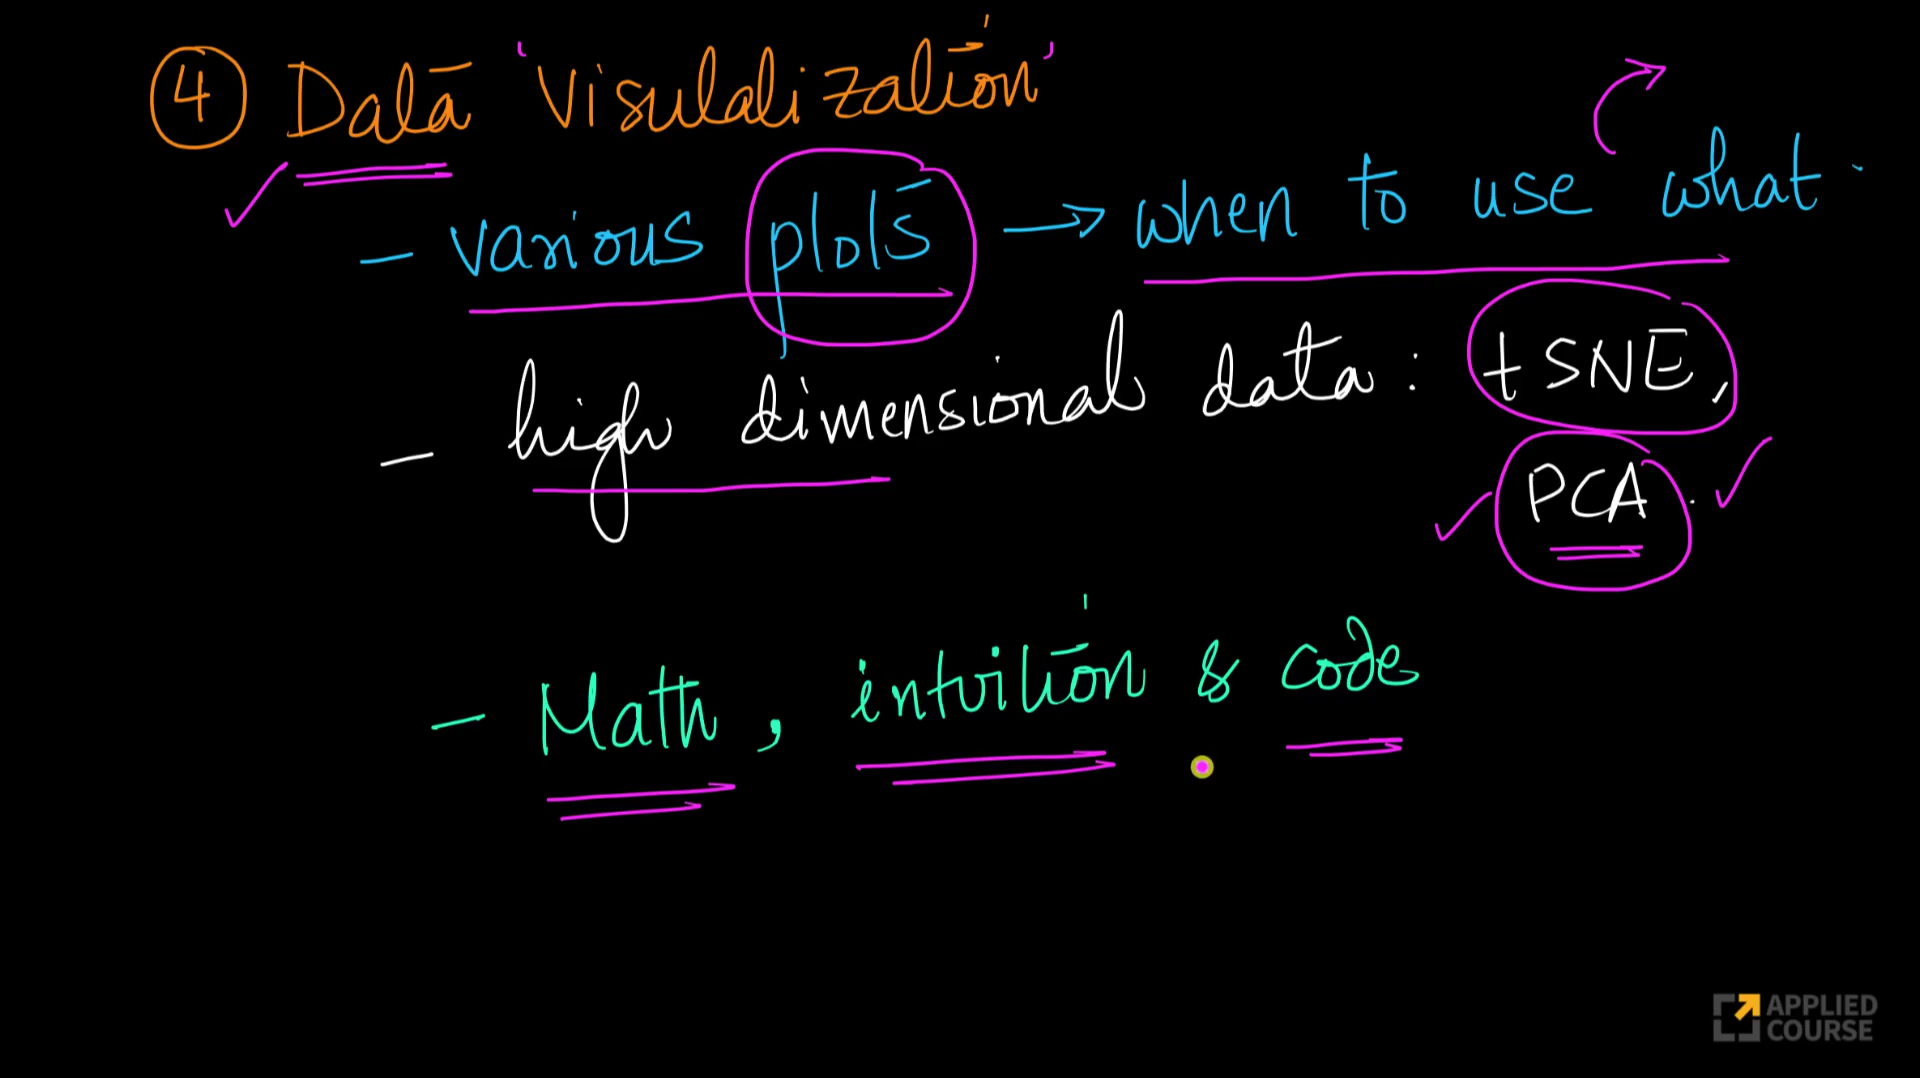 ④ Data 'Visulalization'
- various plots → when to use what.
- high dimensional data: tSNE,
PCA.
- Math, intuition & code
APPLIED
COURSE